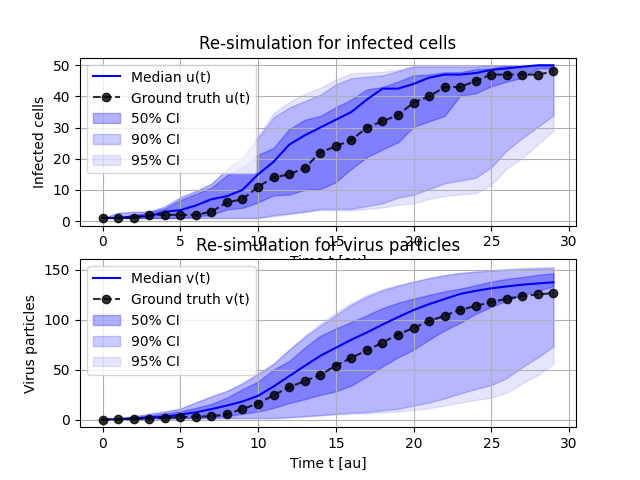 Re-simulation for infected cells
Infected cells
50
40
30
20
10
0
Median u(t)
Ground truth u(t)
50% CI
90% CI
95% CI
0 5 10 15 20 25 30
Time t [au]
Re-simulation for virus particles
Virus particles
150
100
50
0
Median v(t)
Ground truth v(t)
50% CI
90% CI
95% CI
0 5 10 15 20 25 30
Time t [au]